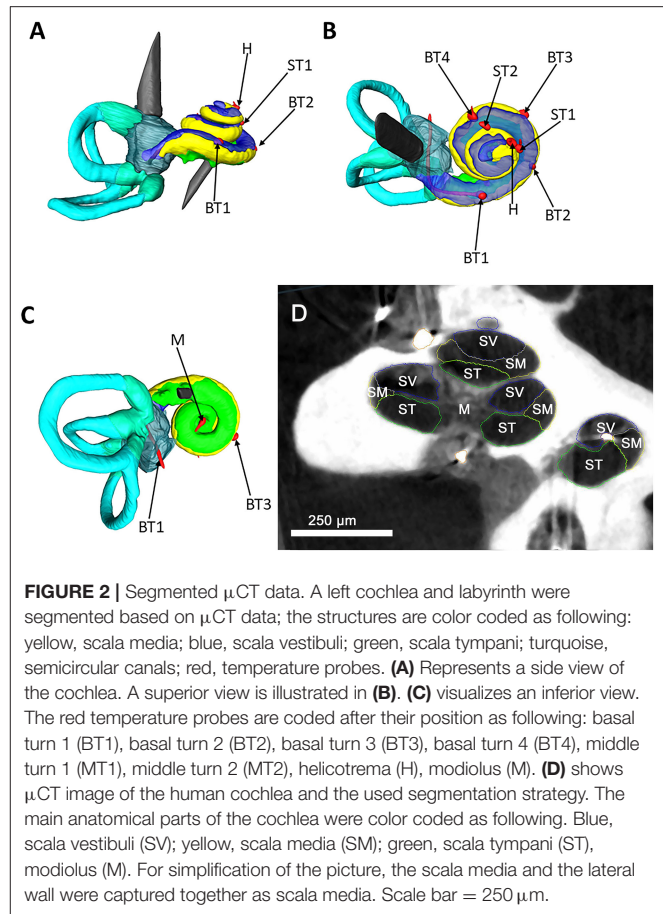 A
H
ST1
BT2
BT1
B
BT4
ST2
BT3
ST1
BT2
H
BT1
C
M
BT1
BT3
D
SV
SM
ST
SV
SV
SM
ST
M
SM
ST
SV
SM
ST
250 µm
FIGURE 2 | Segmented µCT data. A left cochlea and labyrinth were
segmented based on µCT data; the structures are color coded as following:
yellow, scala media; blue, scala vestibuli; green, scala tympani; turquoise,
semicircular canals; red, temperature probes. (A) Represents a side view of
the cochlea. A superior view is illustrated in (B). (C) visualizes an inferior view.
The red temperature probes are coded after their position as following: basal
turn 1 (BT1), basal turn 2 (BT2), basal turn 3 (BT3), basal turn 4 (BT4), middle
turn 1 (MT1), middle turn 2 (MT2), helicotrema (H), modiolus (M). (D) shows
µCT image of the human cochlea and the used segmentation strategy. The
main anatomical parts of the cochlea were color coded as following. Blue,
scala vestibuli (SV); yellow, scala media (SM); green, scala tympani (ST),
modiolus (M). For simplification of the picture, the scala media and the lateral
wall were captured together as scala media. Scale bar = 250 µm.